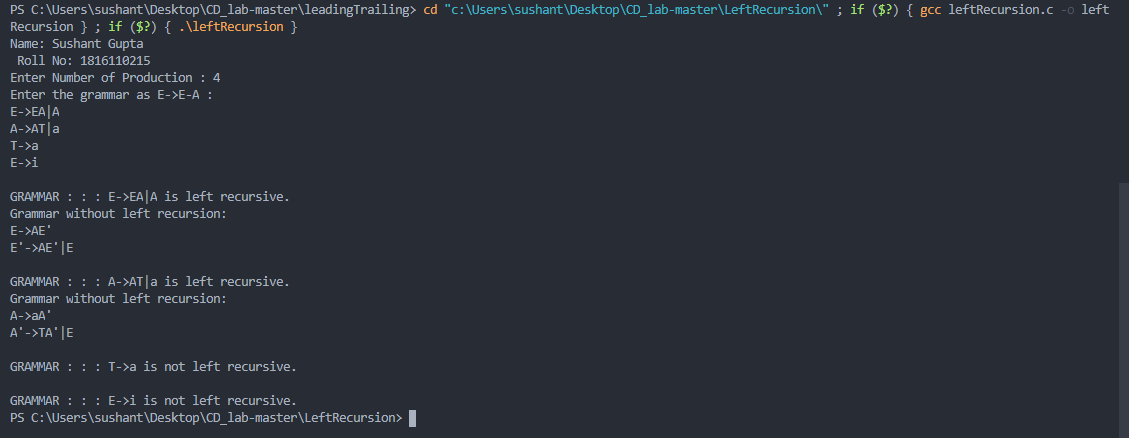 PS C:\Users\sushant\Desktop\CD_lab-master\leadingTrailing> cd "c:\Users\sushant\Desktop\CD_lab-master\LeftRecursion\" ; if ($?) { gcc leftRecursion.c -o left
Recursion } ; if ($?) { .\leftRecursion }
Name: Sushant Gupta
 Roll No: 1816110215
Enter Number of Production : 4
Enter the grammar as E->E-A :
E->EA|A
A->AT|a
T->a
E->i

GRAMMAR : : : E->EA|A is left recursive.
Grammar without left recursion:
E->AE'
E'->AE'|E

GRAMMAR : : : A->AT|a is left recursive.
Grammar without left recursion:
A->aA'
A'->TA'|E

GRAMMAR : : : T->a is not left recursive.

GRAMMAR : : : E->i is not left recursive.
PS C:\Users\sushant\Desktop\CD_lab-master\LeftRecursion>